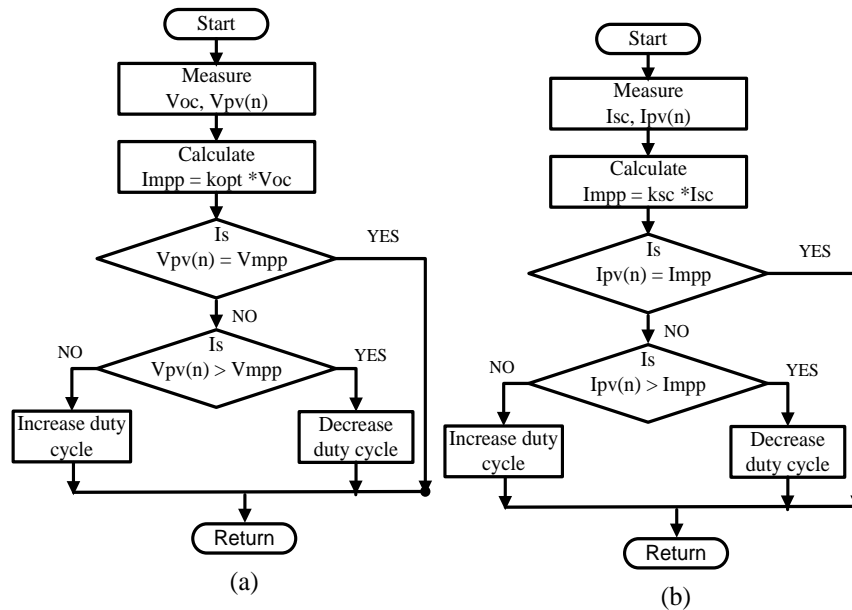 Start
Measure
Voc, Vpv(n)
Calculate
Impp = kopt *Voc
Is
Vpv(n) = Vmpp
YES
NO
Is
Vpv(n) > Vmpp
NO
YES
Increase duty
cycle
Decrease
duty cycle
Return
(a)
Start
Measure
Isc, Ipv(n)
Calculate
Impp = ksc *Isc
Is
Ipv(n) = Impp
YES
NO
Is
Ipv(n) > Impp
NO
YES
Increase duty
cycle
Decrease
duty cycle
Return
(b)